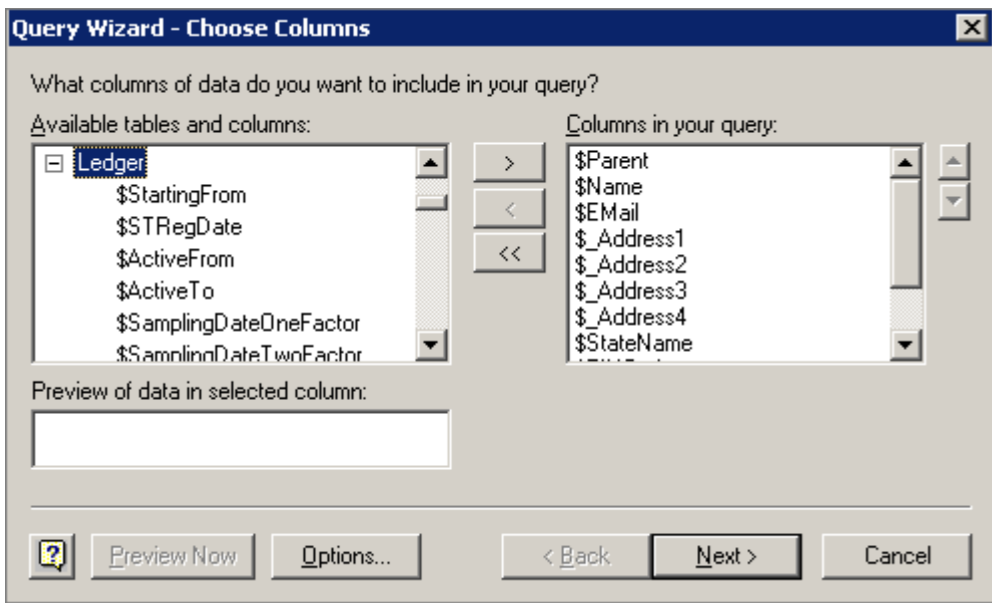 Query Wizard - Choose Columns
What columns of data do you want to include in your query?
Available tables and columns:
Ledger
$StartingFrom
$STRegDate
$ActiveFrom
$ActiveTo
$SamplingDateOneFactor
$SamplingDateTwoFactor
>
<
<<
Columns in your query:
$Parent
$Name
$EMail
$_Address1
$_Address2
$_Address3
$_Address4
$StateName
Preview of data in selected column:
Preview Now
Options...
< Back
Next >
Cancel